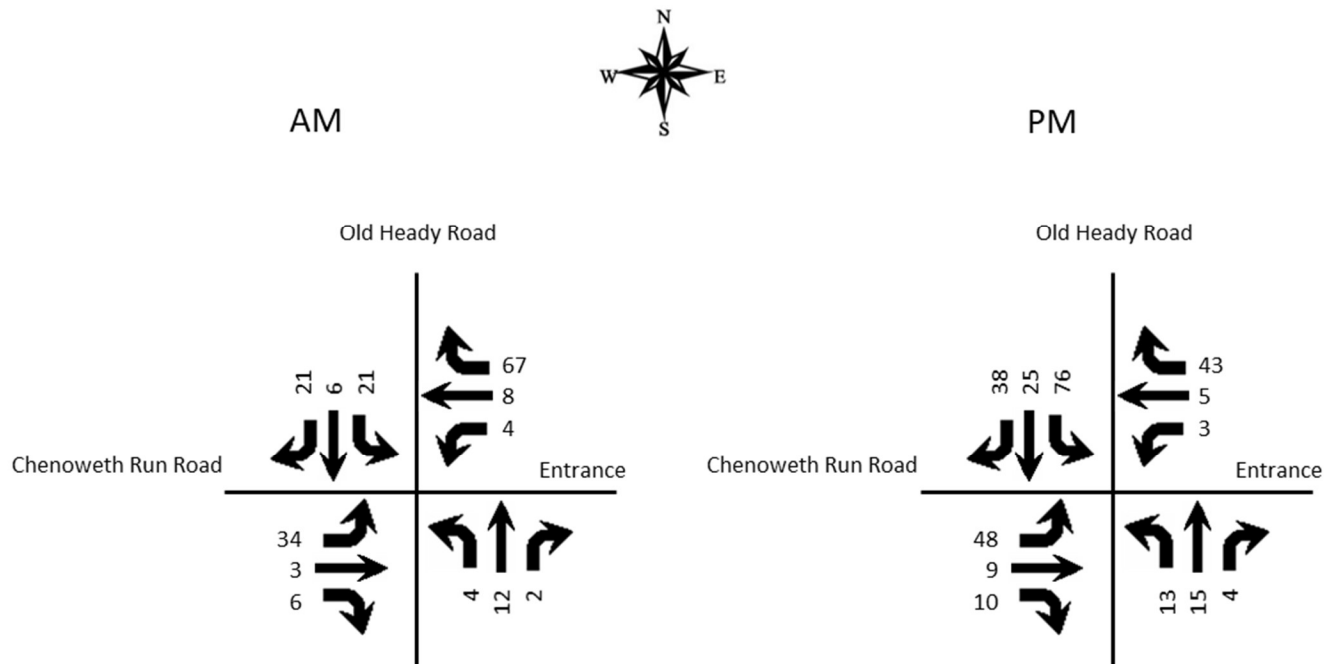 N
W E
S
AM PM
Old Heady Road Old Heady Road
67 43
21 6 21 8 38 25 76 5
4 3
Chenoweth Run Road Entrance Chenoweth Run Road Entrance
34 48
3 9
6 4 12 2 10 13 15 4